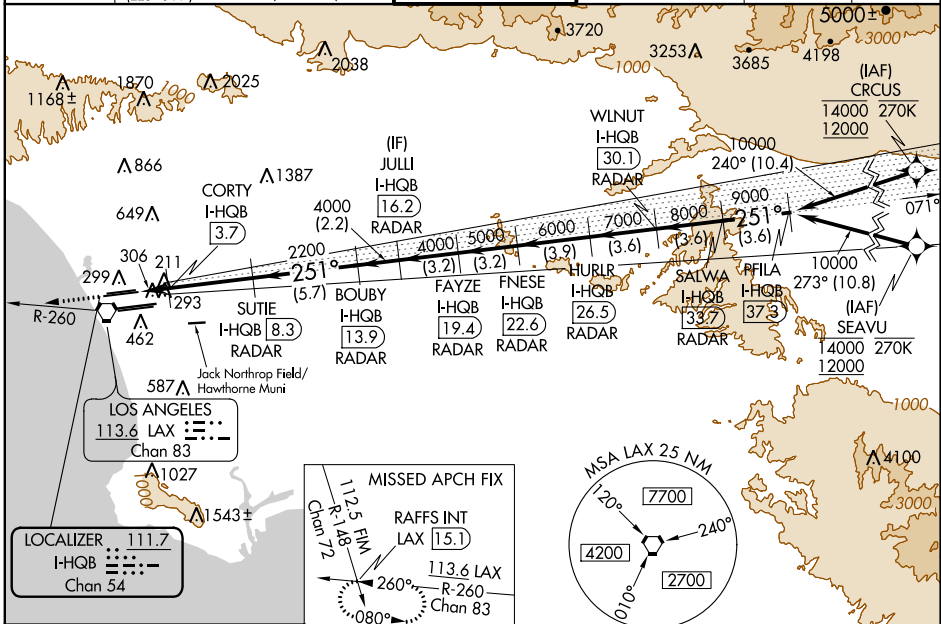 3720
5000±
3000
2038
3253
3685
4198
1000
1168±
1870
2025
(IAF)
CRCUS
14000 270K
12000
WLNUT
I-HQB
30.1
RADAR
10000
240° (10.4)
(IF)
JULLI
I-HQB
16.2
RADAR
866
1387
CORTY
I-HQB
3.7
4000
(2.2)
649
071°
306
211
299
1293
2200
251°
(5.7)
4000
(3.2)
5000
(3.2)
6000
(3.9)
7000
(3.6)
8000
(3.6)
9000
251°
(3.6)
10000
273° (10.8)
R-260
462
SUTIE
I-HQB 8.3
RADAR
BOUBY
I-HQB
13.9
RADAR
FAYZE
I-HQB
19.4
RADAR
FNESE
I-HQB
22.6
RADAR
HURLR
I-HQB
26.5
RADAR
SALWA
I-HQB
33.7
RADAR
PFILA
I-HQB
37.3
(IAF)
SEAVU
14000 270K
12000
Jack Northrop Field/
Hawthorne Muni
587
LOS ANGELES
113.6 LAX
Chan 83
1027
1543±
LOCALIZER 111.7
I-HQB
Chan 54
MISSED APCH FIX
112.5 FIM
R-148
Chan 72
RAFFS INT
LAX 15.1
113.6 LAX
R-260
Chan 83
260°
080°
MSA LAX 25 NM
120°
7700
240°
4200
2700
010°
1000
4100
3000